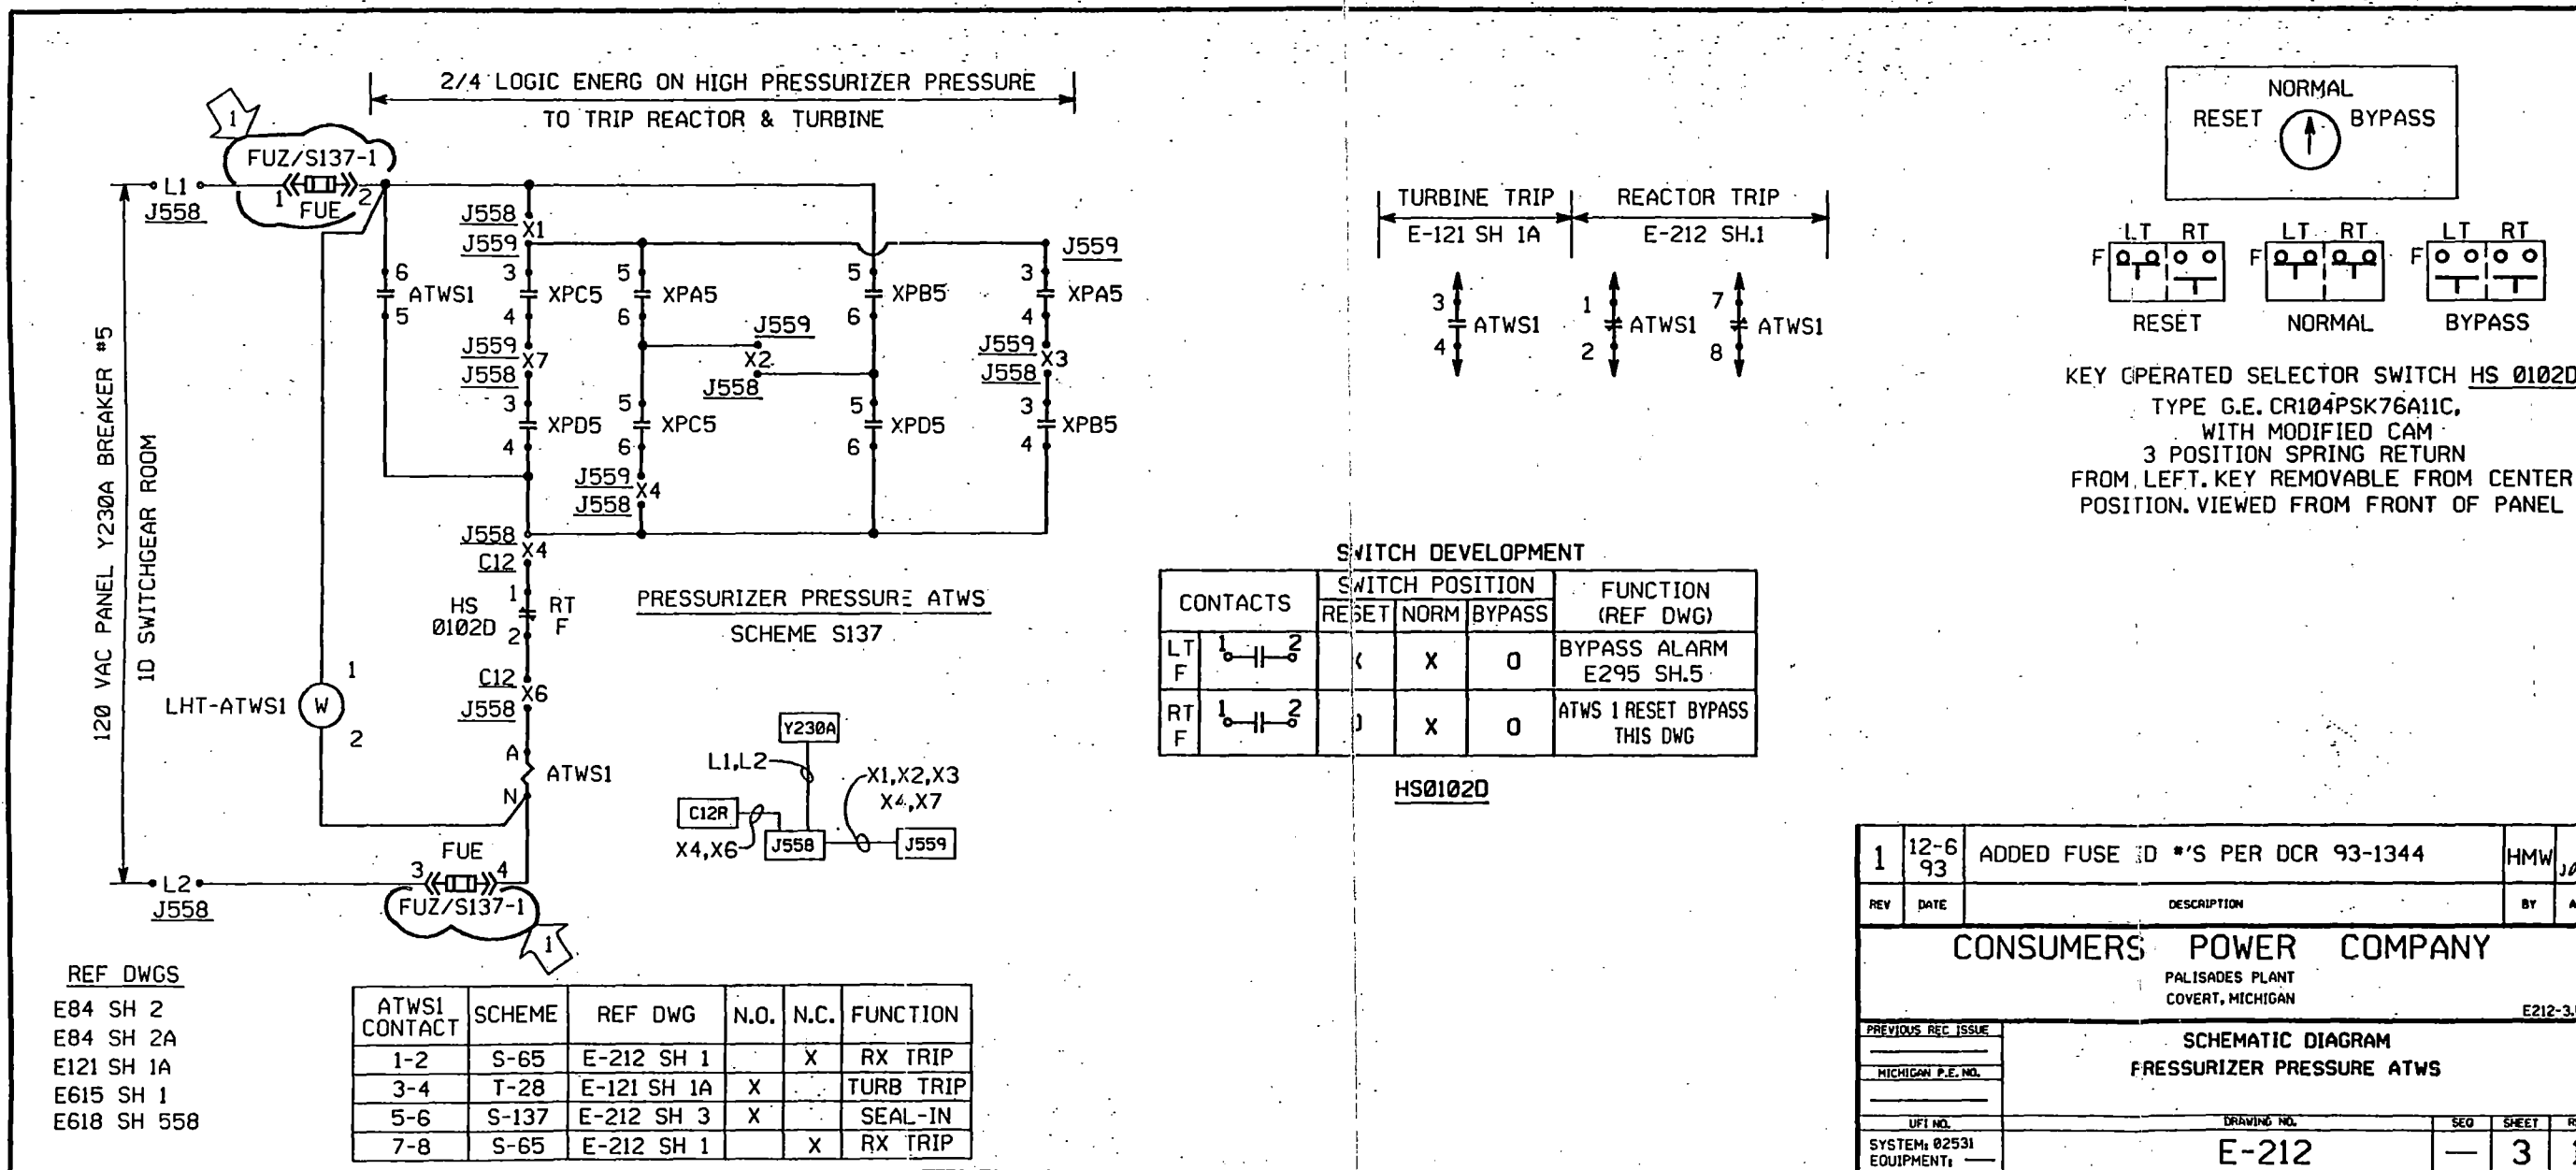 2/4 LOGIC ENERG ON HIGH PRESSURIZER PRESSURE
TO TRIP REACTOR & TURBINE
1
FUZ/S137-1
L1
J558
1
2
FUE
120 VAC PANEL Y230A BREAKER #5
1D SWITCHGEAR ROOM
6
ATWS1
5
J558
X1
J559
3
XPC5
4
J559
X7
J558
3
XPD5
4
5
XPA5
6
J559
X2
J558
5
XPC5
6
J559
X4
J558
5
XPB5
6
5
XPD5
6
J559
3
XPA5
4
J559
X3
J558
3
XPB5
4
J558
X4
C12
1
HS
0102D
RT
F
2
C12
X6
J558
A
ATWS1
N
1
LHT-ATWS1
W
2
FUE
3
4
L2
J558
FUZ/S137-1
1
PRESSURIZER PRESSURE ATWS
SCHEME S137
Y230A
L1,L2
X1,X2,X3
X4,X7
C12R
X4,X6
J558
J559
REF DWGS
E84 SH 2
E84 SH 2A
E121 SH 1A
E615 SH 1
E618 SH 558
ATWS1 CONTACT SCHEME REF DWG N.O. N.C. FUNCTION
1-2 S-65 E-212 SH 1 X RX TRIP
3-4 T-28 E-121 SH 1A X TURB TRIP
5-6 S-137 E-212 SH 3 X SEAL-IN
7-8 S-65 E-212 SH 1 X RX TRIP
TURBINE TRIP REACTOR TRIP
E-121 SH 1A E-212 SH.1
3
ATWS1
4
1
ATWS1
2
7
ATWS1
8
SWITCH DEVELOPMENT
CONTACTS SWITCH POSITION FUNCTION
RESET NORM BYPASS (REF DWG)
LT F 1 2 X O BYPASS ALARM
E295 SH.5
RT F 1 2 X O ATWS 1 RESET BYPASS
THIS DWG
HS0102D
NORMAL
RESET BYPASS
LT RT LT RT LT RT
F F F
RESET NORMAL BYPASS
KEY OPERATED SELECTOR SWITCH HS 0102D
TYPE G.E. CR104PSK76A11C,
WITH MODIFIED CAM
3 POSITION SPRING RETURN
FROM LEFT. KEY REMOVABLE FROM CENTER
POSITION. VIEWED FROM FRONT OF PANEL
1 12-6 93 ADDED FUSE ID #'S PER DCR 93-1344 HMW
REV DATE DESCRIPTION BY
CONSUMERS POWER COMPANY
PALISADES PLANT
COVERT, MICHIGAN
E212-3.
PREVIOUS REC ISSUE
MICHIGAN P.E. NO.
SCHEMATIC DIAGRAM
PRESSURIZER PRESSURE ATWS
UFI NO. DRAWING NO. SEQ SHEET
SYSTEM: 02531
EQUIPMENT: —
E-212 — 3